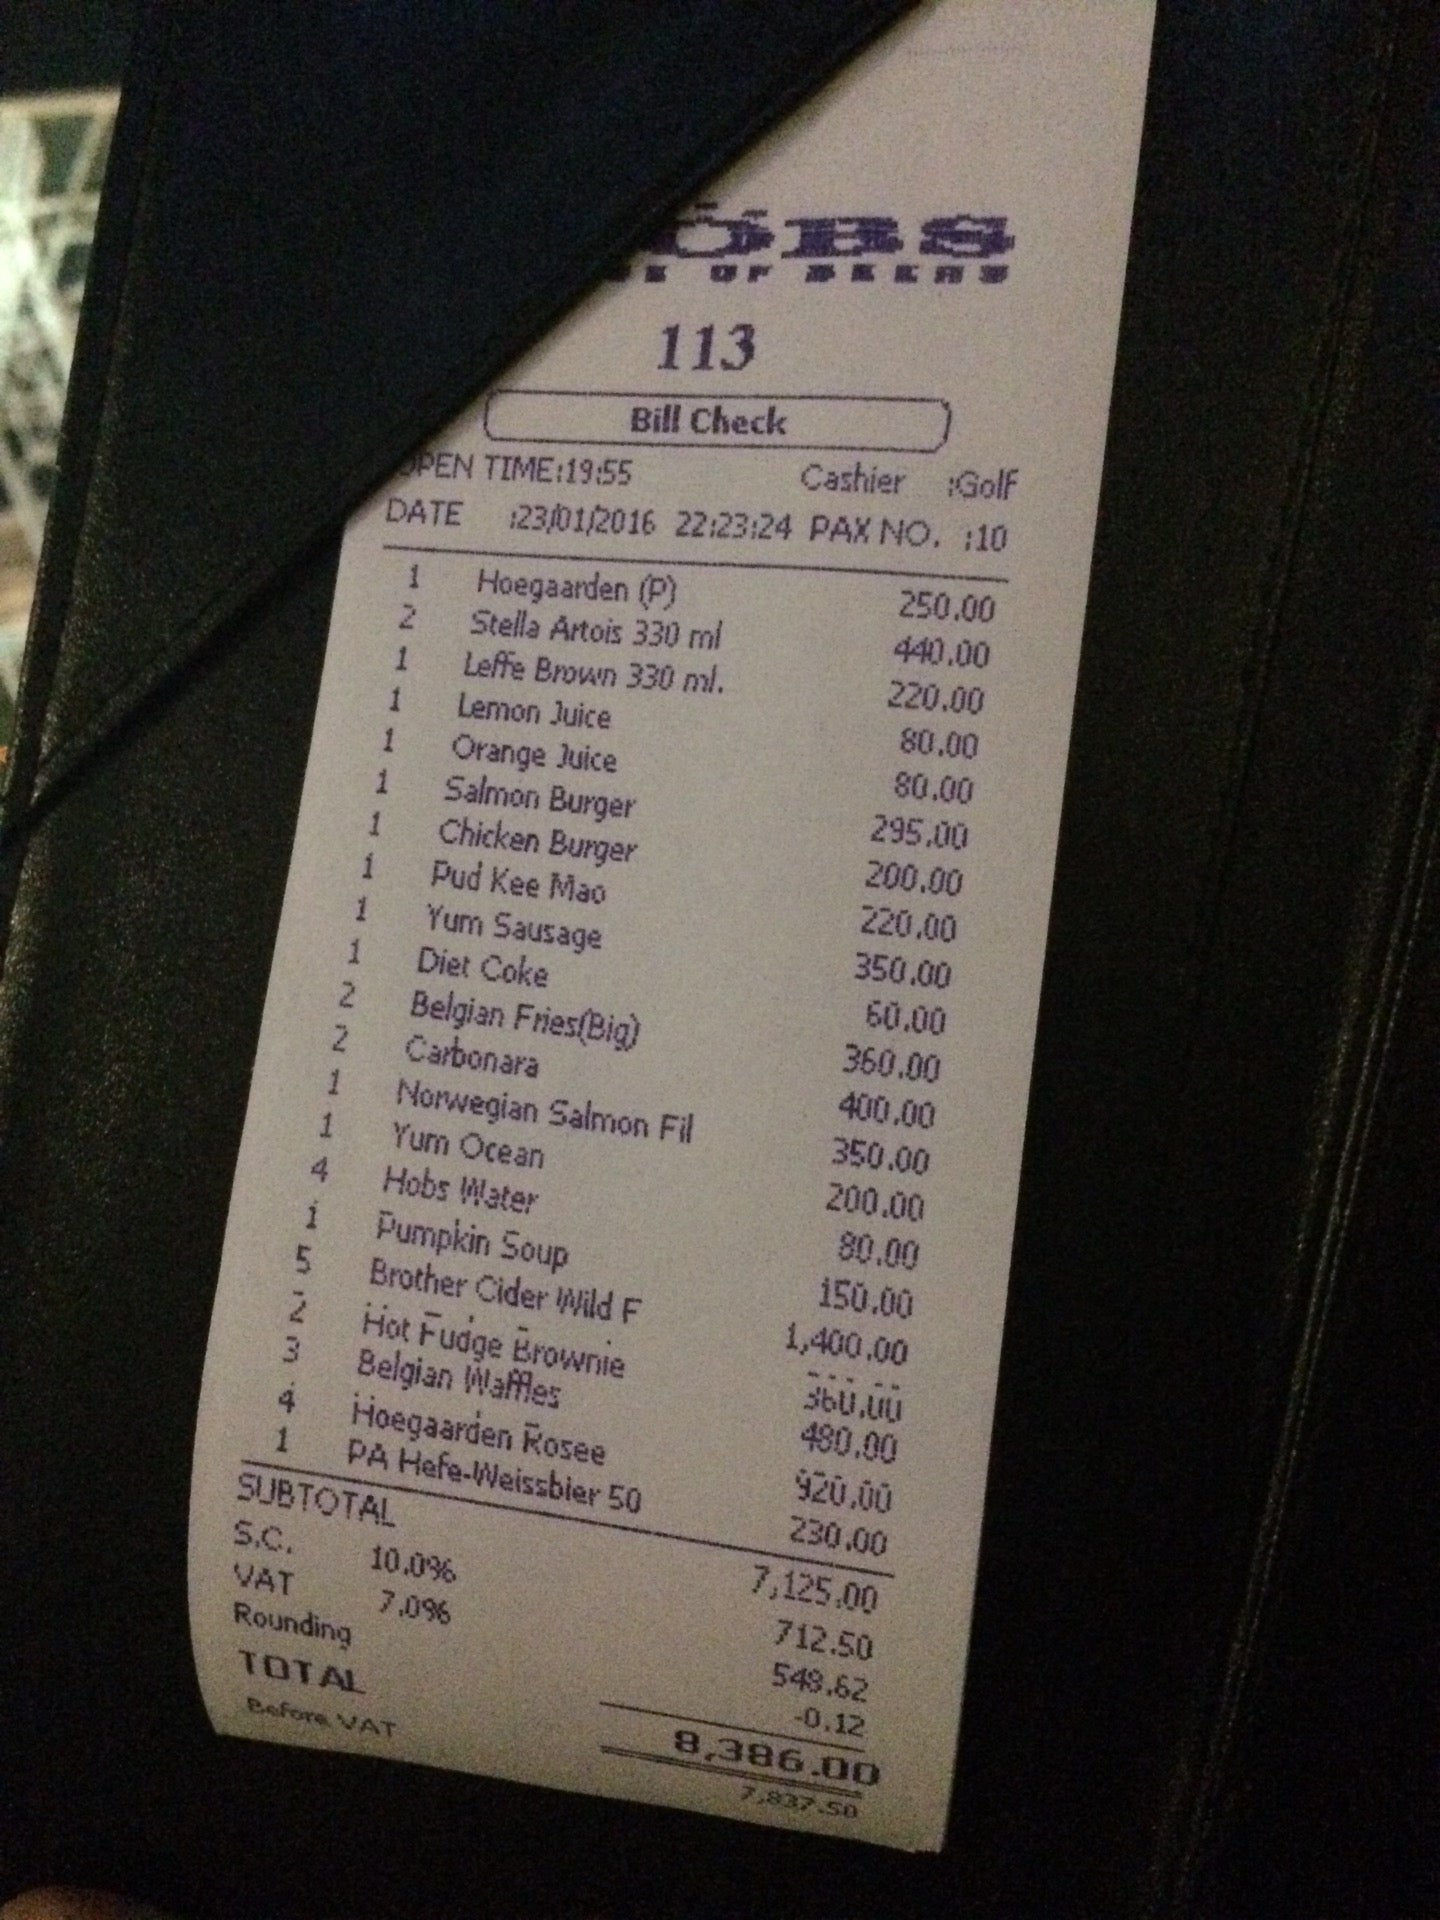 OBS
OF BEERS
113
Bill Check
OPEN TIME:19:55 Cashier :Golf
DATE :23/01/2016 22:23:24 PAX NO. :10
1 Hoegaarden (P) 250.00
2 Stella Artois 330 ml 440.00
1 Leffe Brown 330 ml. 220.00
1 Lemon Juice 80.00
1 Orange Juice 80.00
1 Salmon Burger 295.00
1 Chicken Burger 200.00
1 Pud Kee Mao 220.00
1 Yum Sausage 350.00
1 Diet Coke 60.00
2 Belgian Fries(Big) 360.00
2 Carbonara 400.00
1 Norwegian Salmon Fil 350.00
1 Yum Ocean 200.00
4 Hobs Water 80.00
1 Pumpkin Soup 150.00
5 Brother Cider Wild F 1,400.00
2 Hot Fudge Brownie 360.00
3 Belgian Waffles 480.00
4 Hoegaarden Rosee 920.00
1 PA Hefe-Weissbier 50 230.00
SUBTOTAL 7,125.00
S.C. 10.0% 712.50
VAT 7.0% 548.62
Rounding -0.12
TOTAL 8,386.00
Before VAT 7,837.50